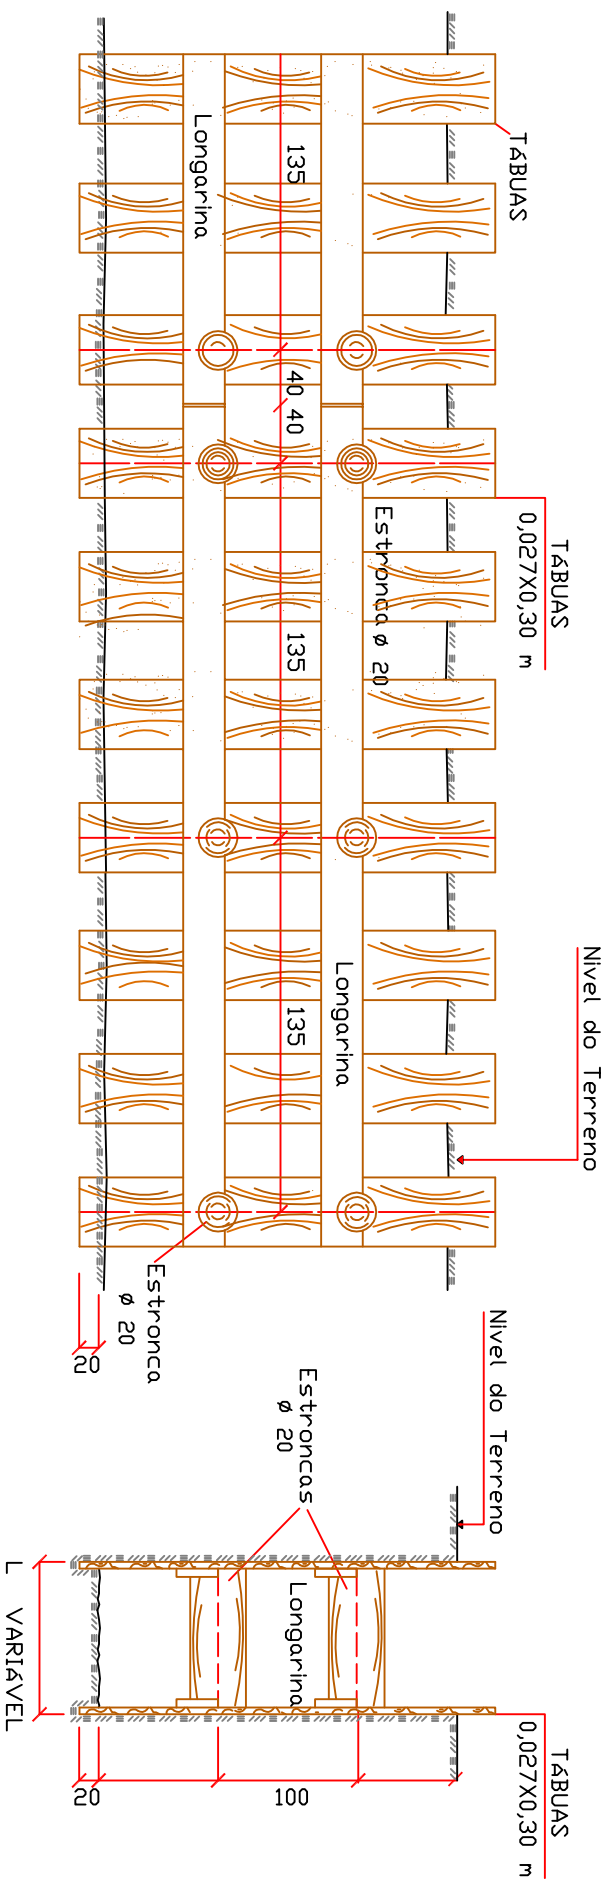 TÁBUAS
Longarina
135
40
40
TÁBUAS
0,027X0,30 m
Estronca ø 20
135
Longarina
135
Nivel do Terreno
Estronca
ø 20
20
Nivel do Terreno
Estroncas
ø 20
Longarina
L VARIÁVEL
TÁBUAS
0,027X0,30 m
100
20